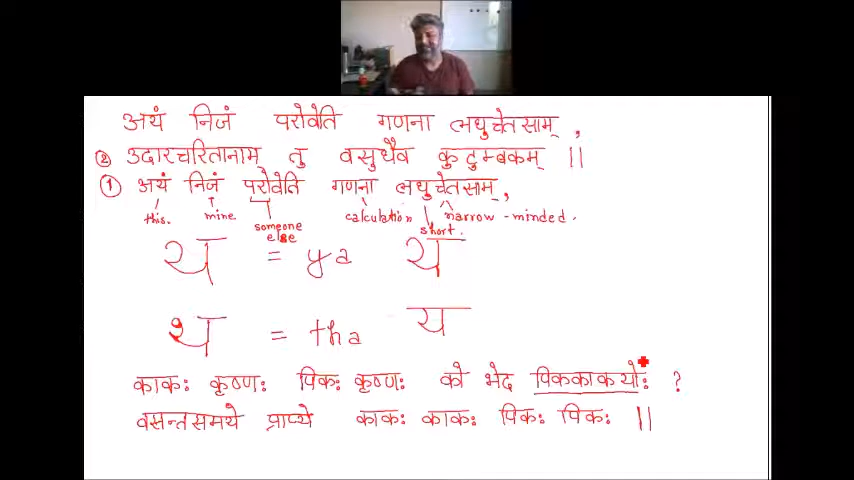 अयं निजं परोवेति गणना लघुचेतसाम् ,
② उदारचरितानाम् तु वसुधैव कुटुम्बकम् ||
① अयं निजं परोवेति गणना लघुचेतसाम् ,
this. mine. someone else calculation short. narrow-minded.
य = ya य
थ = tha य
काकः कृष्णः पिकः कृष्णः को भेद पिककाकयोः ?
वसन्तसमये प्राप्ये काकः काकः पिकः पिकः ||